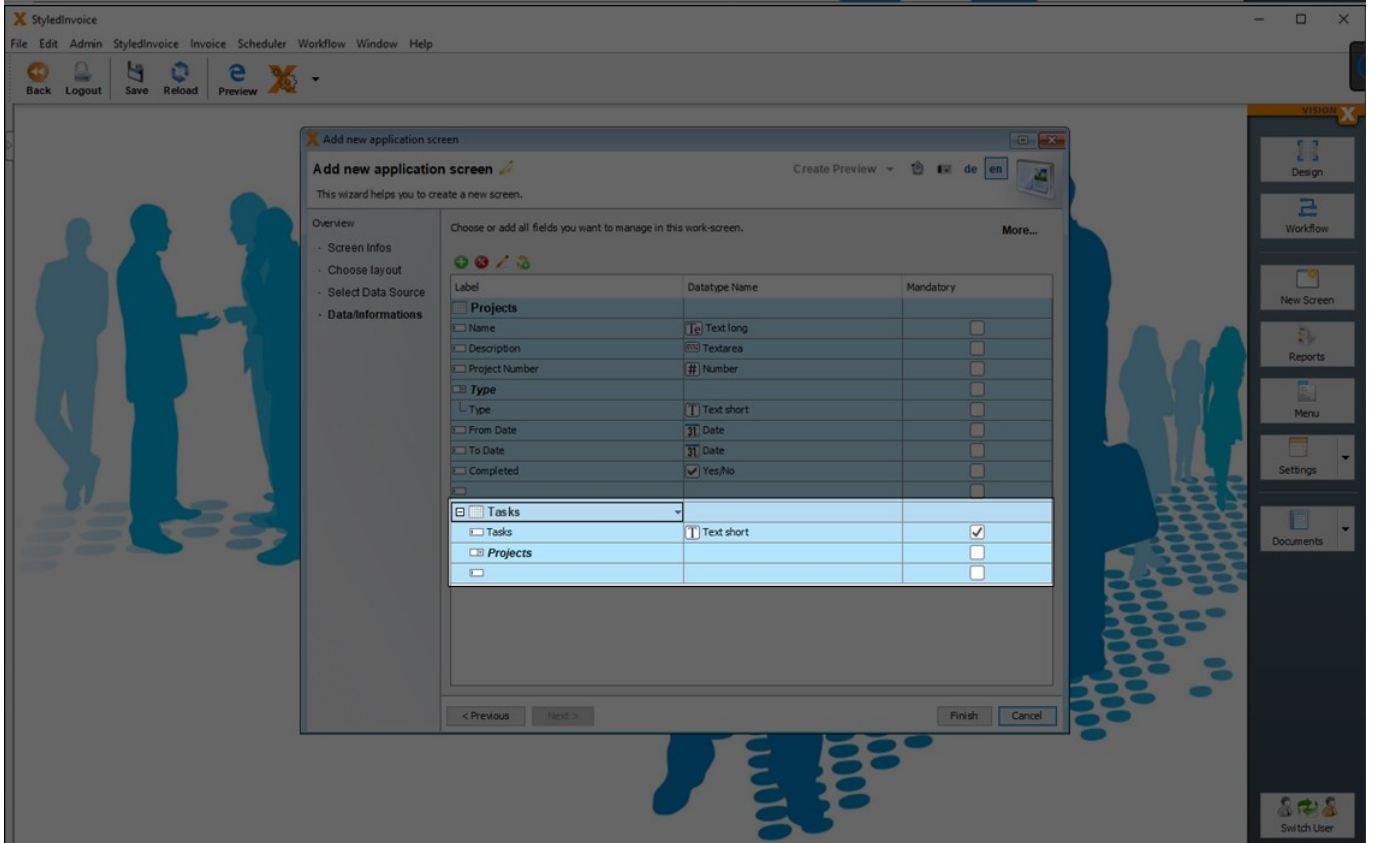 StyledInvoice
File Edit Admin StyledInvoice Invoice Scheduler Workflow Window Help
Back Logout Save Reload Preview
VISION X
Add new application screen
Add new application screen
Create Preview de en
This wizard helps you to create a new screen.
Overview
· Screen Infos
· Choose layout
· Select Data Source
· Data/Informations
Choose or add all fields you want to manage in this work-screen.
More...
Label Datatype Name Mandatory
Projects
Name Te Text long
Description Textarea
Project Number # Number
Type
Type T Text short
From Date 31 Date
To Date 31 Date
Completed Yes/No
Tasks
Tasks T Text short
Projects
< Previous Next > Finish Cancel
Design
Workflow
New Screen
Reports
Menu
Settings
Documents
Switch User